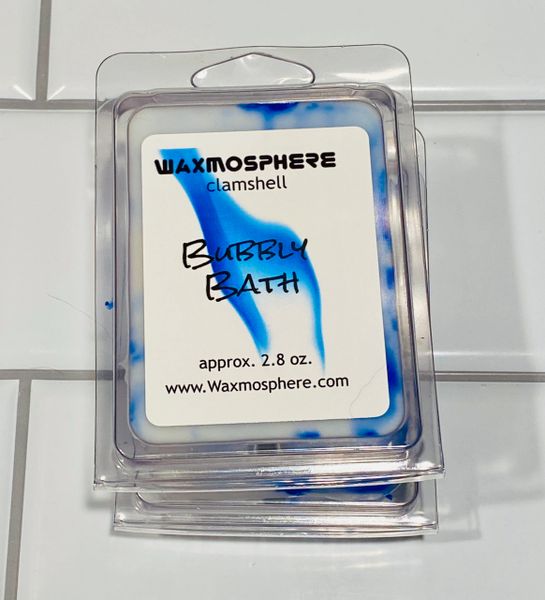 WAXMOSPHERE
clamshell
BUBBLY
BATH
approx. 2.8 oz.
www.Waxmosphere.com